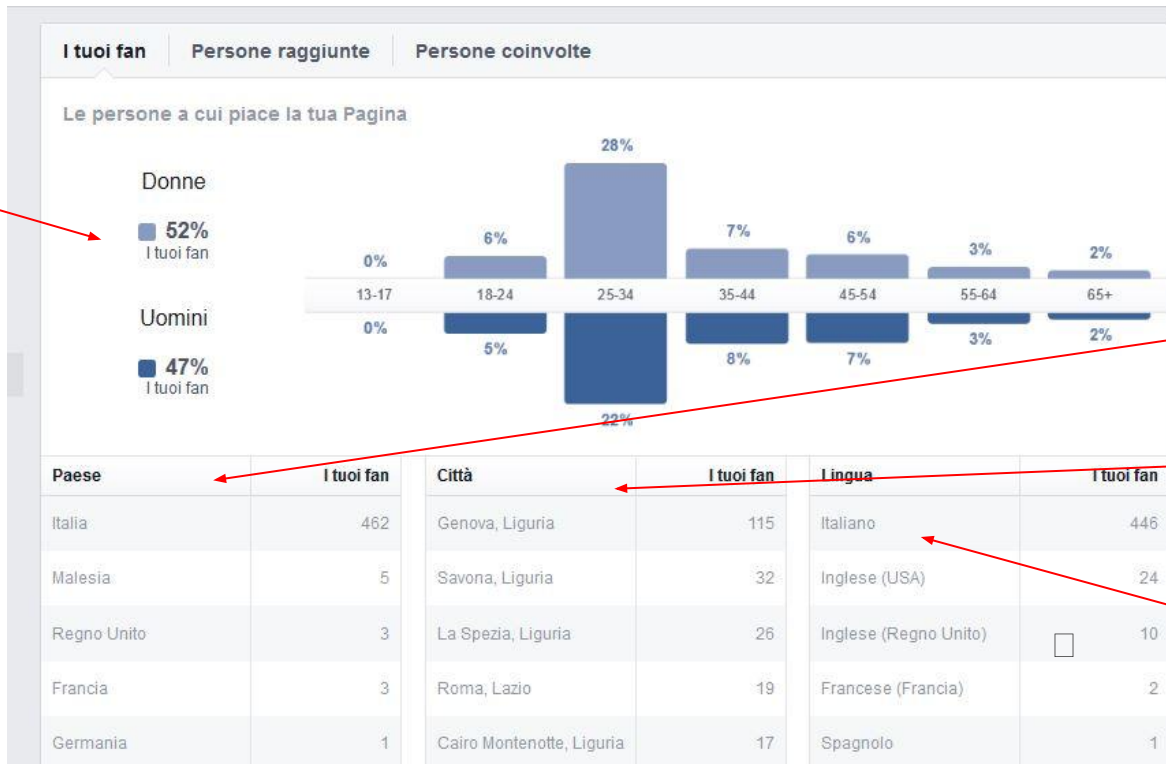 I tuoi fan Persone raggiunte Persone coinvolte
Le persone a cui piace la tua Pagina
Donne
52%
I tuoi fan
Uomini
47%
I tuoi fan
0% 6% 28% 7% 6% 3% 2%
13-17 18-24 25-34 35-44 45-54 55-64 65+
0% 5% 22% 8% 7% 3% 2%
Paese I tuoi fan Città I tuoi fan Lingua I tuoi fan
Italia 462 Genova, Liguria 115 Italiano 446
Malesia 5 Savona, Liguria 32 Inglese (USA) 24
Regno Unito 3 La Spezia, Liguria 26 Inglese (Regno Unito) 10
Francia 3 Roma, Lazio 19 Francese (Francia) 2
Germania 1 Cairo Montenotte, Liguria 17 Spagnolo 1